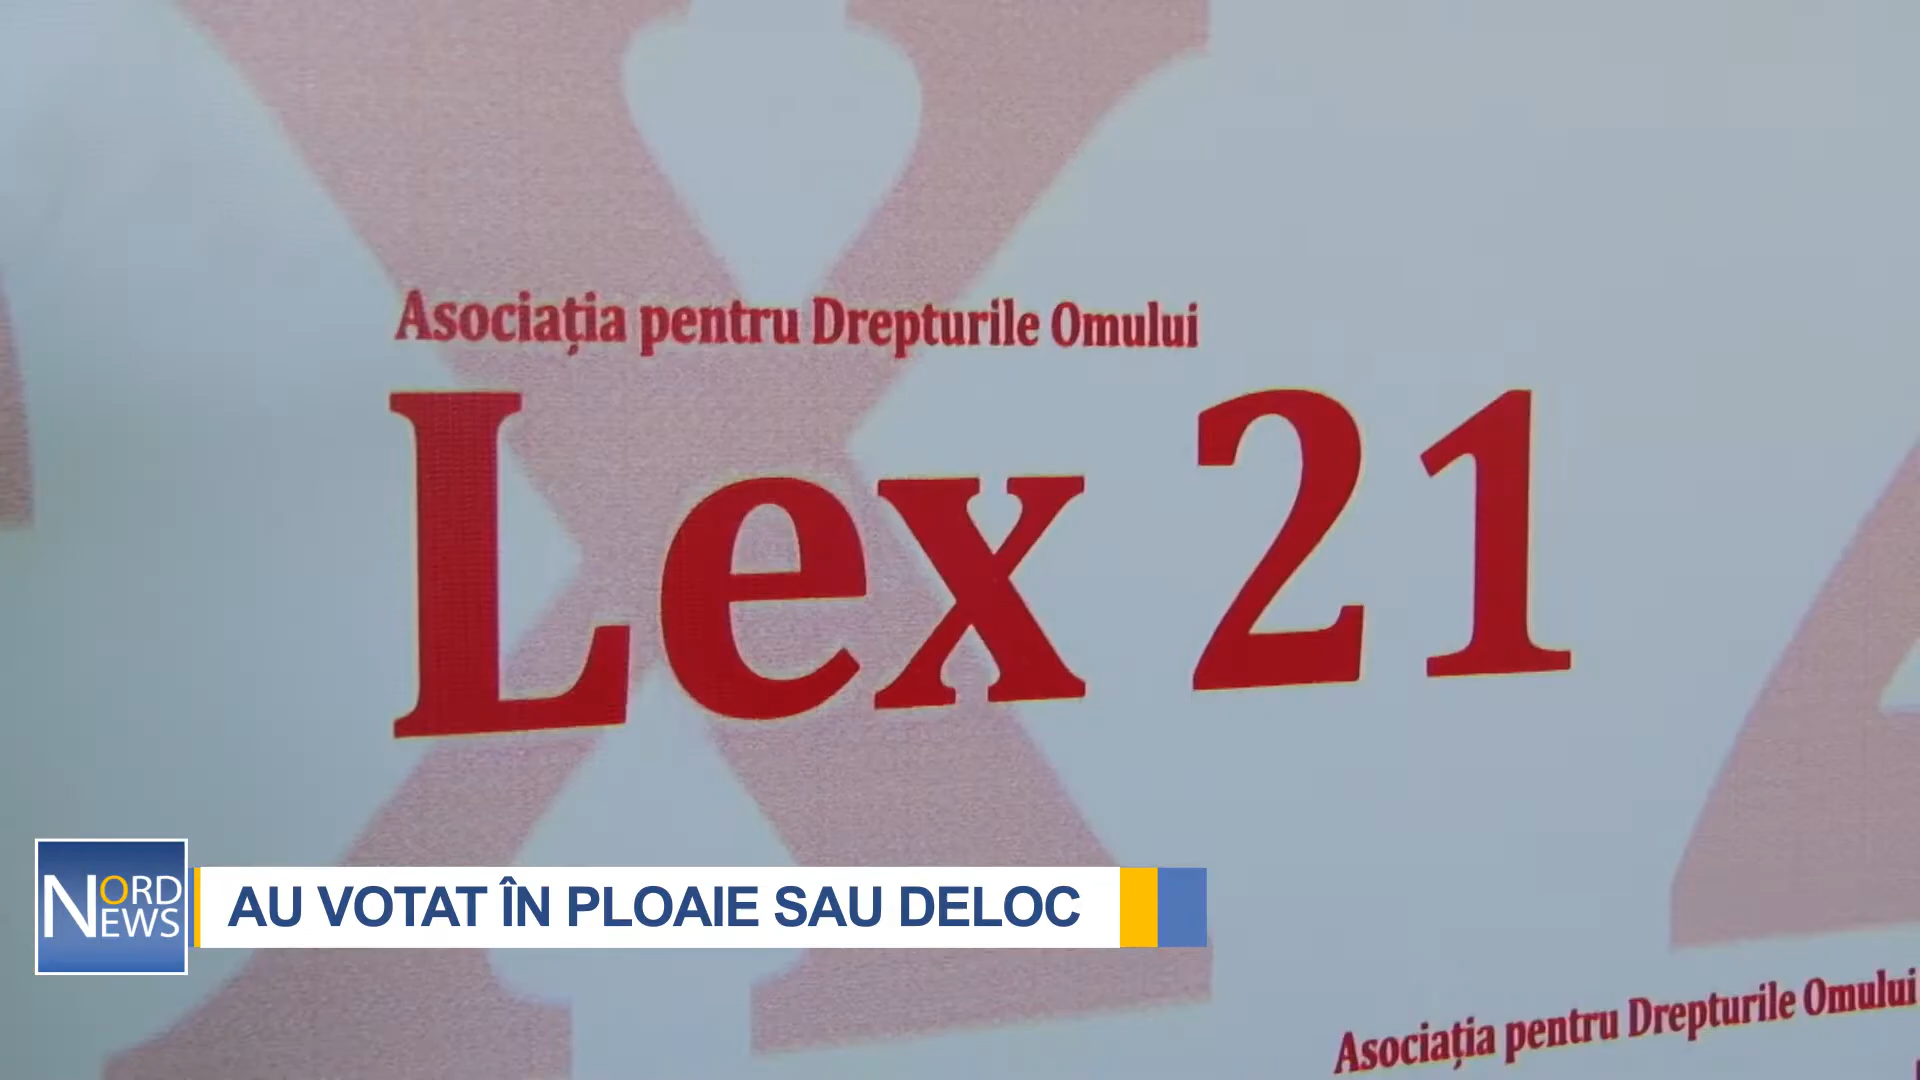 Asociația pentru Drepturile Omului
Lex 21
NORD
NEWS
AU VOTAT ÎN PLOAIE SAU DELOC
Asociația pentru Drepturile Omului